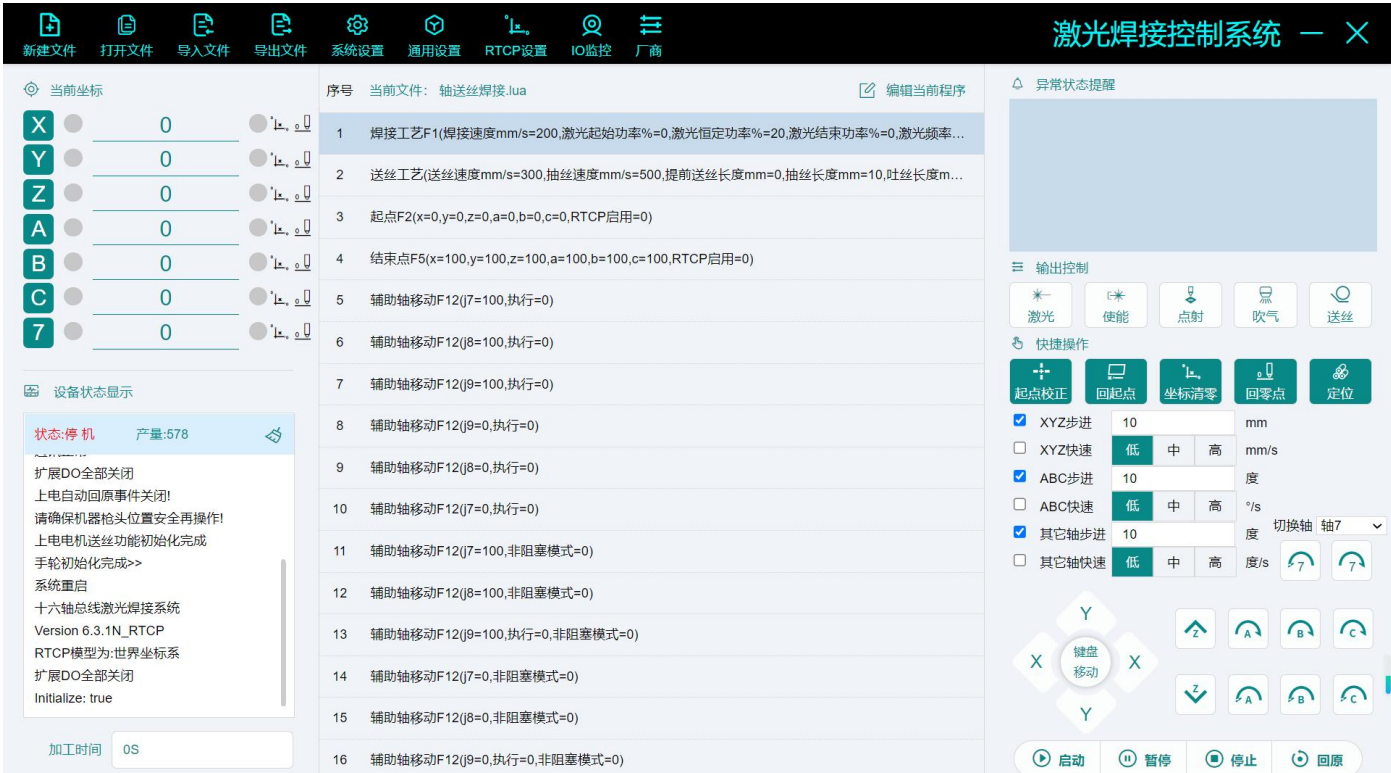 新建文件 打开文件 导入文件 导出文件 系统设置 通用设置 RTCP设置 IO监控 厂商
激光焊接控制系统
当前坐标
X 0
Y 0
Z 0
A 0
B 0
C 0
7 0
设备状态显示
状态:停 机 产量:578
扩展DO全部关闭
上电自动回原事件关闭!
请确保机器枪头位置安全再操作!
上电电机送丝功能初始化完成
手轮初始化完成>>
系统重启
十六轴总线激光焊接系统
Version 6.3.1N_RTCP
RTCP模型为:世界坐标系
扩展DO全部关闭
Initialize: true
加工时间 0S
序号 当前文件: 轴送丝焊接.lua 编辑当前程序
1 焊接工艺F1(焊接速度mm/s=200,激光起始功率%=0,激光恒定功率%=20,激光结束功率%=0,激光频率...
2 送丝工艺(送丝速度mm/s=300,抽丝速度mm/s=500,提前送丝长度mm=0,抽丝长度mm=10,吐丝长度m...
3 起点F2(x=0,y=0,z=0,a=0,b=0,c=0,RTCP启用=0)
4 结束点F5(x=100,y=100,z=100,a=100,b=100,c=100,RTCP启用=0)
5 辅助轴移动F12(j7=100,执行=0)
6 辅助轴移动F12(j8=100,执行=0)
7 辅助轴移动F12(j9=100,执行=0)
8 辅助轴移动F12(j9=0,执行=0)
9 辅助轴移动F12(j8=0,执行=0)
10 辅助轴移动F12(j7=0,执行=0)
11 辅助轴移动F12(j7=100,非阻塞模式=0)
12 辅助轴移动F12(j8=100,非阻塞模式=0)
13 辅助轴移动F12(j9=100,执行=0,非阻塞模式=0)
14 辅助轴移动F12(j7=0,非阻塞模式=0)
15 辅助轴移动F12(j8=0,非阻塞模式=0)
16 辅助轴移动F12(j9=0,执行=0,非阻塞模式=0)
异常状态提醒
输出控制
激光 使能 点射 吹气 送丝
快捷操作
起点校正 回起点 坐标清零 回零点 定位
XYZ步进 10 mm
XYZ快速 低 中 高 mm/s
ABC步进 10 度
ABC快速 低 中 高 °/s
切换轴 轴7
其它轴步进 10 度
其它轴快速 低 中 高 度/s 7 7
Y
Z A B C
X 键盘 X
移动
Z A B C
Y
启动 暂停 停止 回原